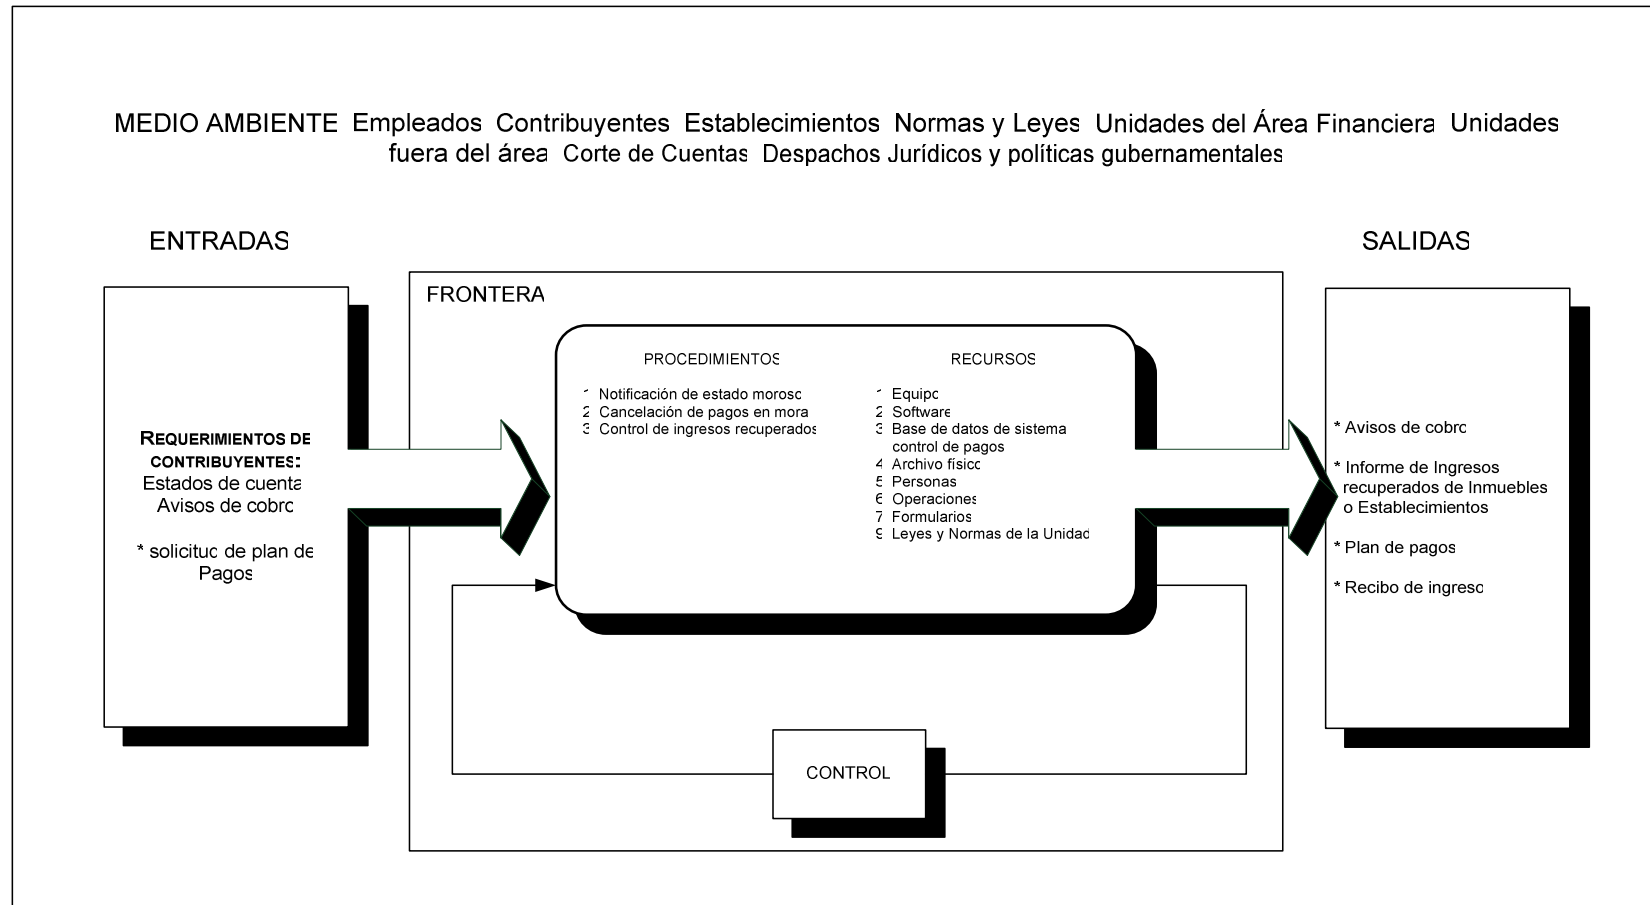 MEDIO AMBIENTE Empleados Contribuyentes Establecimientos Normas y Leyes Unidades del Área Financiera Unidades
fuera del área Corte de Cuentas Despachos Jurídicos y políticas gubernamentales
ENTRADAS
SALIDAS
FRONTERA
REQUERIMIENTOS DE
CONTRIBUYENTES:
Estados de cuenta
Avisos de cobro
* solicitud de plan de
Pagos
PROCEDIMIENTOS
1 Notificación de estado moroso
2 Cancelación de pagos en mora
3 Control de ingresos recuperados
RECURSOS
1 Equipo
2 Software
3 Base de datos de sistema
control de pagos
4 Archivo físico
5 Personas
6 Operaciones
7 Formularios
9 Leyes y Normas de la Unidad
* Avisos de cobro
* Informe de Ingresos
recuperados de Inmuebles
o Establecimientos
* Plan de pagos
* Recibo de ingreso
CONTROL